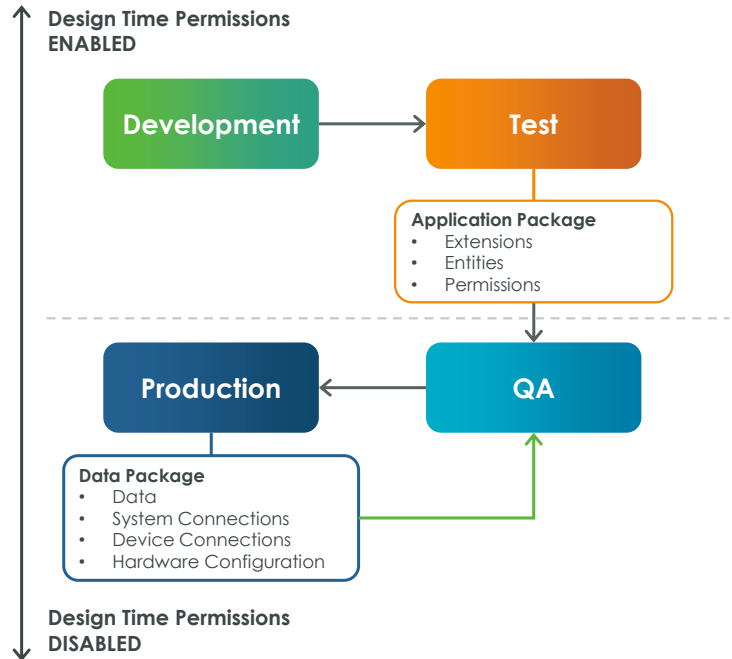 Design Time Permissions
ENABLED
Development
Test
Application Package
• Extensions
• Entities
• Permissions
Production
QA
Data Package
• Data
• System Connections
• Device Connections
• Hardware Configuration
Design Time Permissions
DISABLED